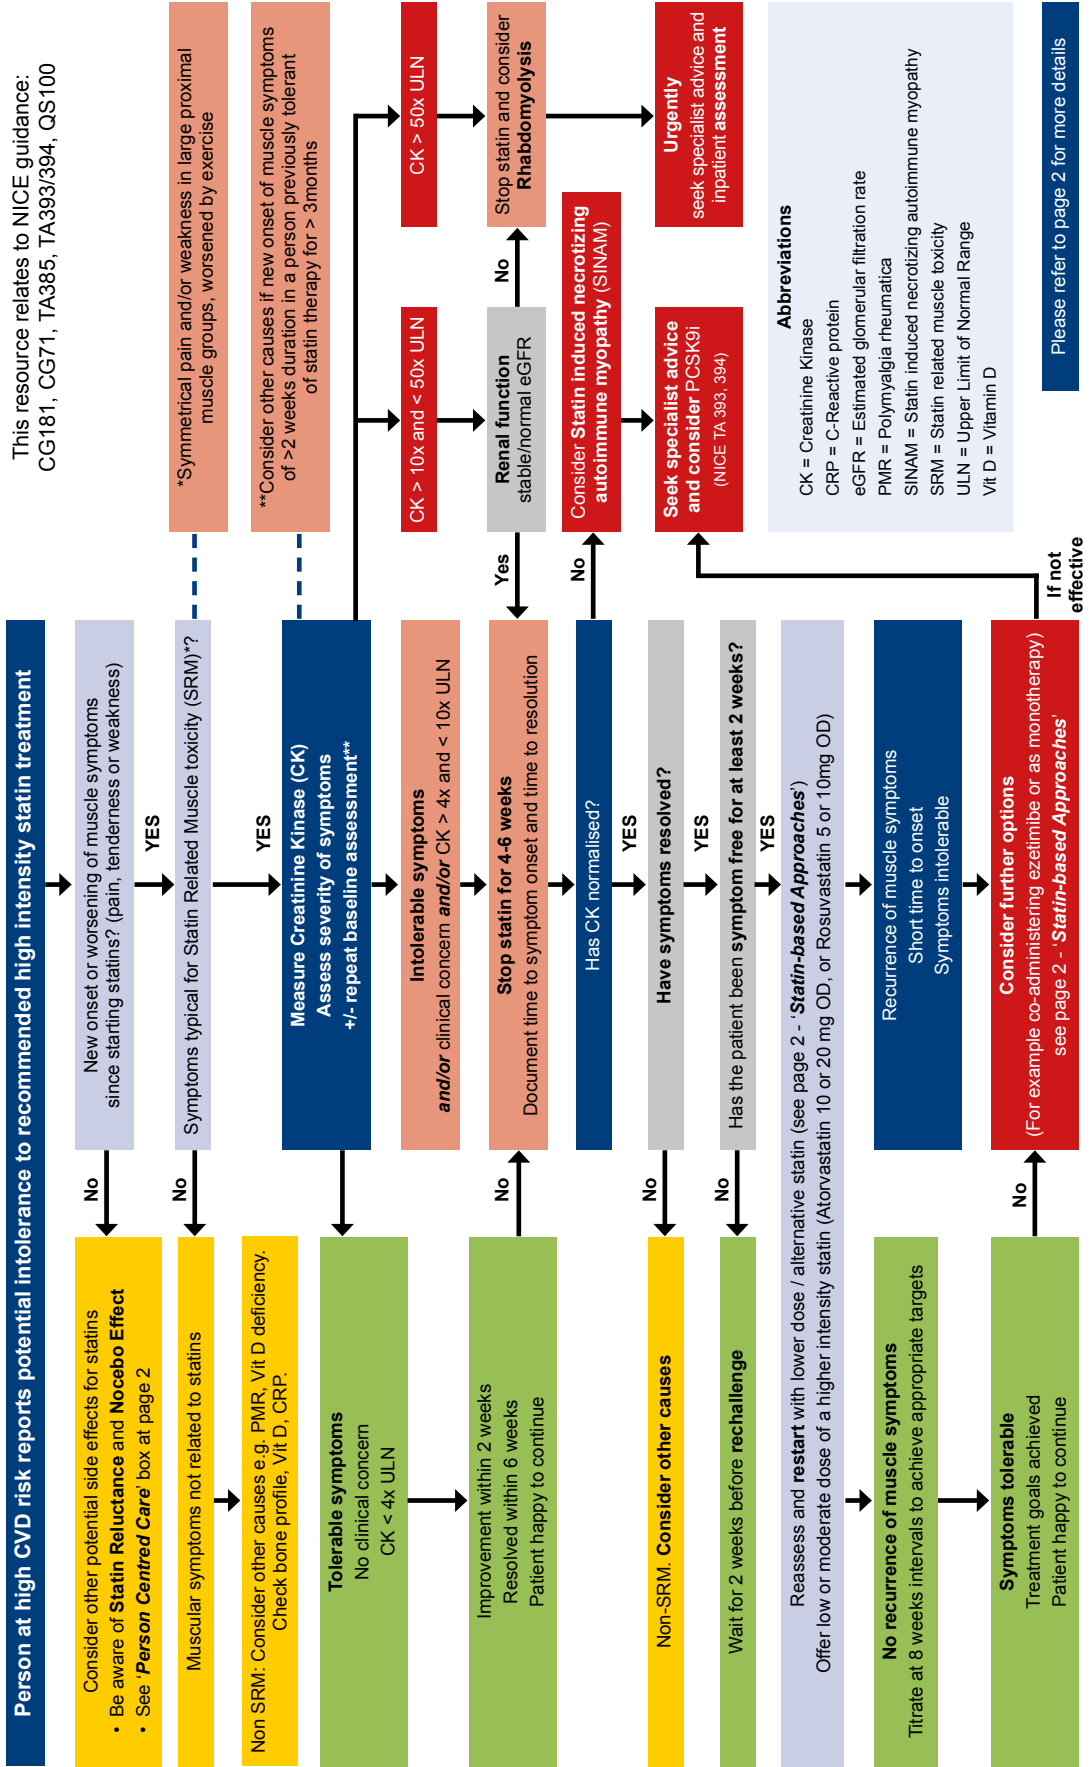 This resource relates to NICE guidance:
CG181, CG71, TA385, TA393/394, QS100
Person at high CVD risk reports potential intolerance to recommended high intensity statin treatment
New onset or worsening of muscle symptoms
since starting statins? (pain, tenderness or weakness)
No
Consider other potential side effects for statins
• Be aware of Statin Reluctance and Nocebo Effect
• See ‘Person Centred Care’ box at page 2
YES
Symptoms typical for Statin Related Muscle toxicity (SRM)*?
*Symmetrical pain and/or weakness in large proximal
muscle groups, worsened by exercise
No
Muscular symptoms not related to statins
Non SRM: Consider other causes e.g. PMR, Vit D deficiency.
Check bone profile, Vit D, CRP.
YES
Measure Creatinine Kinase (CK)
Assess severity of symptoms
+/- repeat baseline assessment**
**Consider other causes if new onset of muscle symptoms
of >2 weeks duration in a person previously tolerant
of statin therapy for > 3months
Tolerable symptoms
No clinical concern
CK < 4x ULN
Intolerable symptoms
and/or clinical concern and/or CK > 4x and < 10x ULN
CK > 10x and < 50x ULN
CK > 50x ULN
Improvement within 2 weeks
Resolved within 6 weeks
Patient happy to continue
No
Stop statin for 4-6 weeks
Document time to symptom onset and time to resolution
Yes
Renal function
stable/normal eGFR
No
Stop statin and consider
Rhabdomyolysis
Has CK normalised?
No
Consider Statin induced necrotizing
autoimmune myopathy (SINAM)
YES
Have symptoms resolved?
No
Non-SRM. Consider other causes
Seek specialist advice
and consider PCSK9i
(NICE TA 393, 394)
Urgently
seek specialist advice and
inpatient assessment
YES
Has the patient been symptom free for at least 2 weeks?
No
Wait for 2 weeks before rechallenge
YES
Reassess and restart with lower dose / alternative statin (see page 2 - ‘Statin-based Approaches’)
Offer low or moderate dose of a higher intensity statin (Atorvastatin 10 or 20 mg OD, or Rosuvastatin 5 or 10mg OD)
No recurrence of muscle symptoms
Titrate at 8 weeks intervals to achieve appropriate targets
Recurrence of muscle symptoms
Short time to onset
Symptoms intolerable
Symptoms tolerable
Treatment goals achieved
Patient happy to continue
No
Consider further options
(For example co-administering ezetimibe or as monotherapy)
see page 2 - ‘Statin-based Approaches’
If not
effective
Abbreviations
CK = Creatinine Kinase
CRP = C-Reactive protein
eGFR = Estimated glomerular filtration rate
PMR = Polymyalgia rheumatica
SINAM = Statin induced necrotizing autoimmune myopathy
SRM = Statin related muscle toxicity
ULN = Upper Limit of Normal Range
Vit D = Vitamin D
Please refer to page 2 for more details